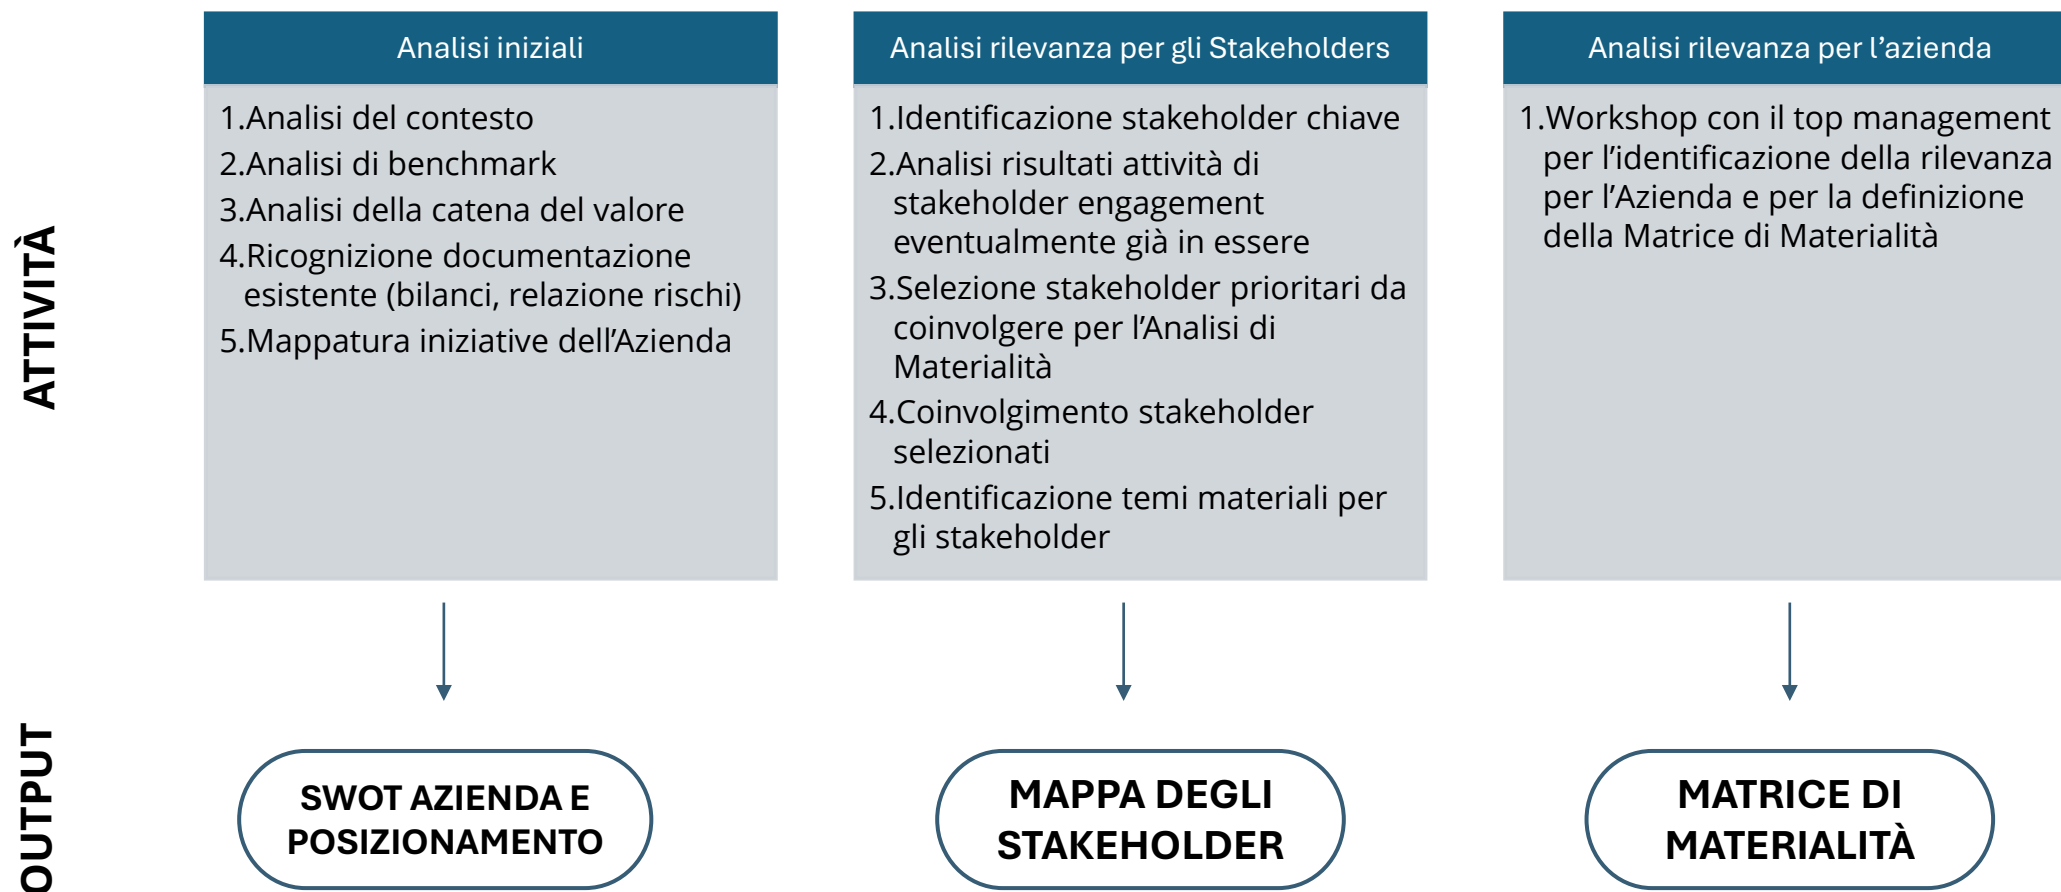 ATTIVITÀ
Analisi iniziali
1.Analisi del contesto
2.Analisi di benchmark
3.Analisi della catena del valore
4.Ricognizione documentazione
esistente (bilanci, relazione rischi)
5.Mappatura iniziative dell’Azienda
Analisi rilevanza per gli Stakeholders
1.Identificazione stakeholder chiave
2.Analisi risultati attività di
stakeholder engagement
eventualmente già in essere
3.Selezione stakeholder prioritari da
coinvolgere per l’Analisi di
Materialità
4.Coinvolgimento stakeholder
selezionati
5.Identificazione temi materiali per
gli stakeholder
Analisi rilevanza per l’azienda
1.Workshop con il top management
per l’identificazione della rilevanza
per l’Azienda e per la definizione
della Matrice di Materialità
OUTPUT
SWOT AZIENDA E
POSIZIONAMENTO
MAPPA DEGLI
STAKEHOLDER
MATRICE DI
MATERIALITÀ